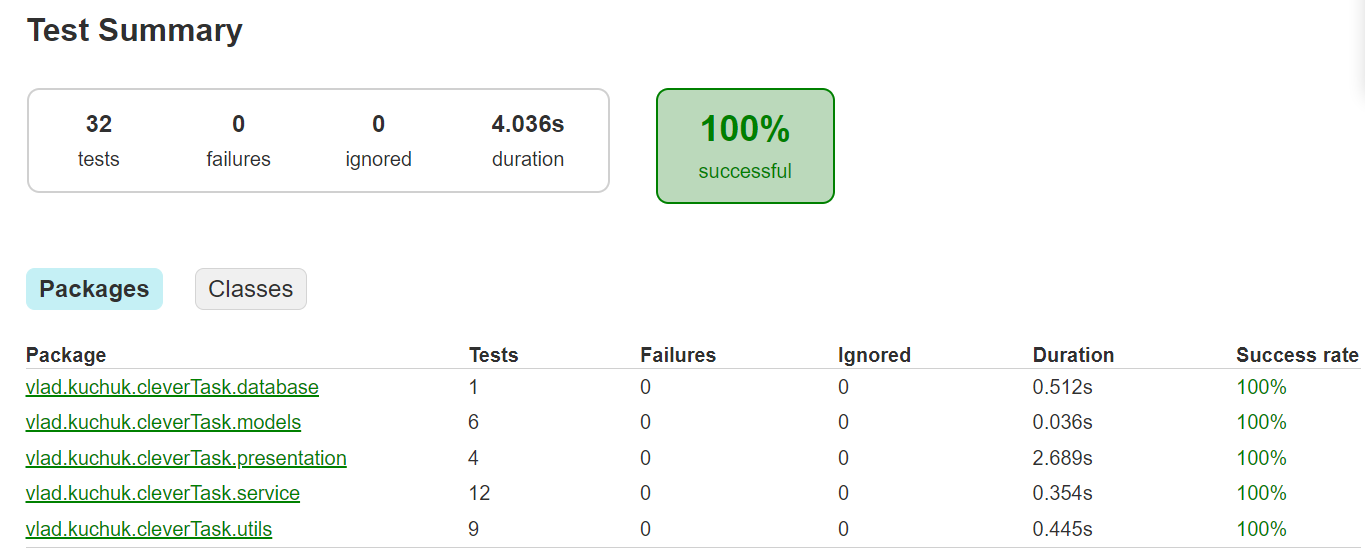 Test Summary
32 0 0 4.036s
tests failures ignored duration
100%
successful
Packages Classes
Package Tests Failures Ignored Duration Success rate
vlad.kuchuk.cleverTask.database 1 0 0 0.512s 100%
vlad.kuchuk.cleverTask.models 6 0 0 0.036s 100%
vlad.kuchuk.cleverTask.presentation 4 0 0 2.689s 100%
vlad.kuchuk.cleverTask.service 12 0 0 0.354s 100%
vlad.kuchuk.cleverTask.utils 9 0 0 0.445s 100%